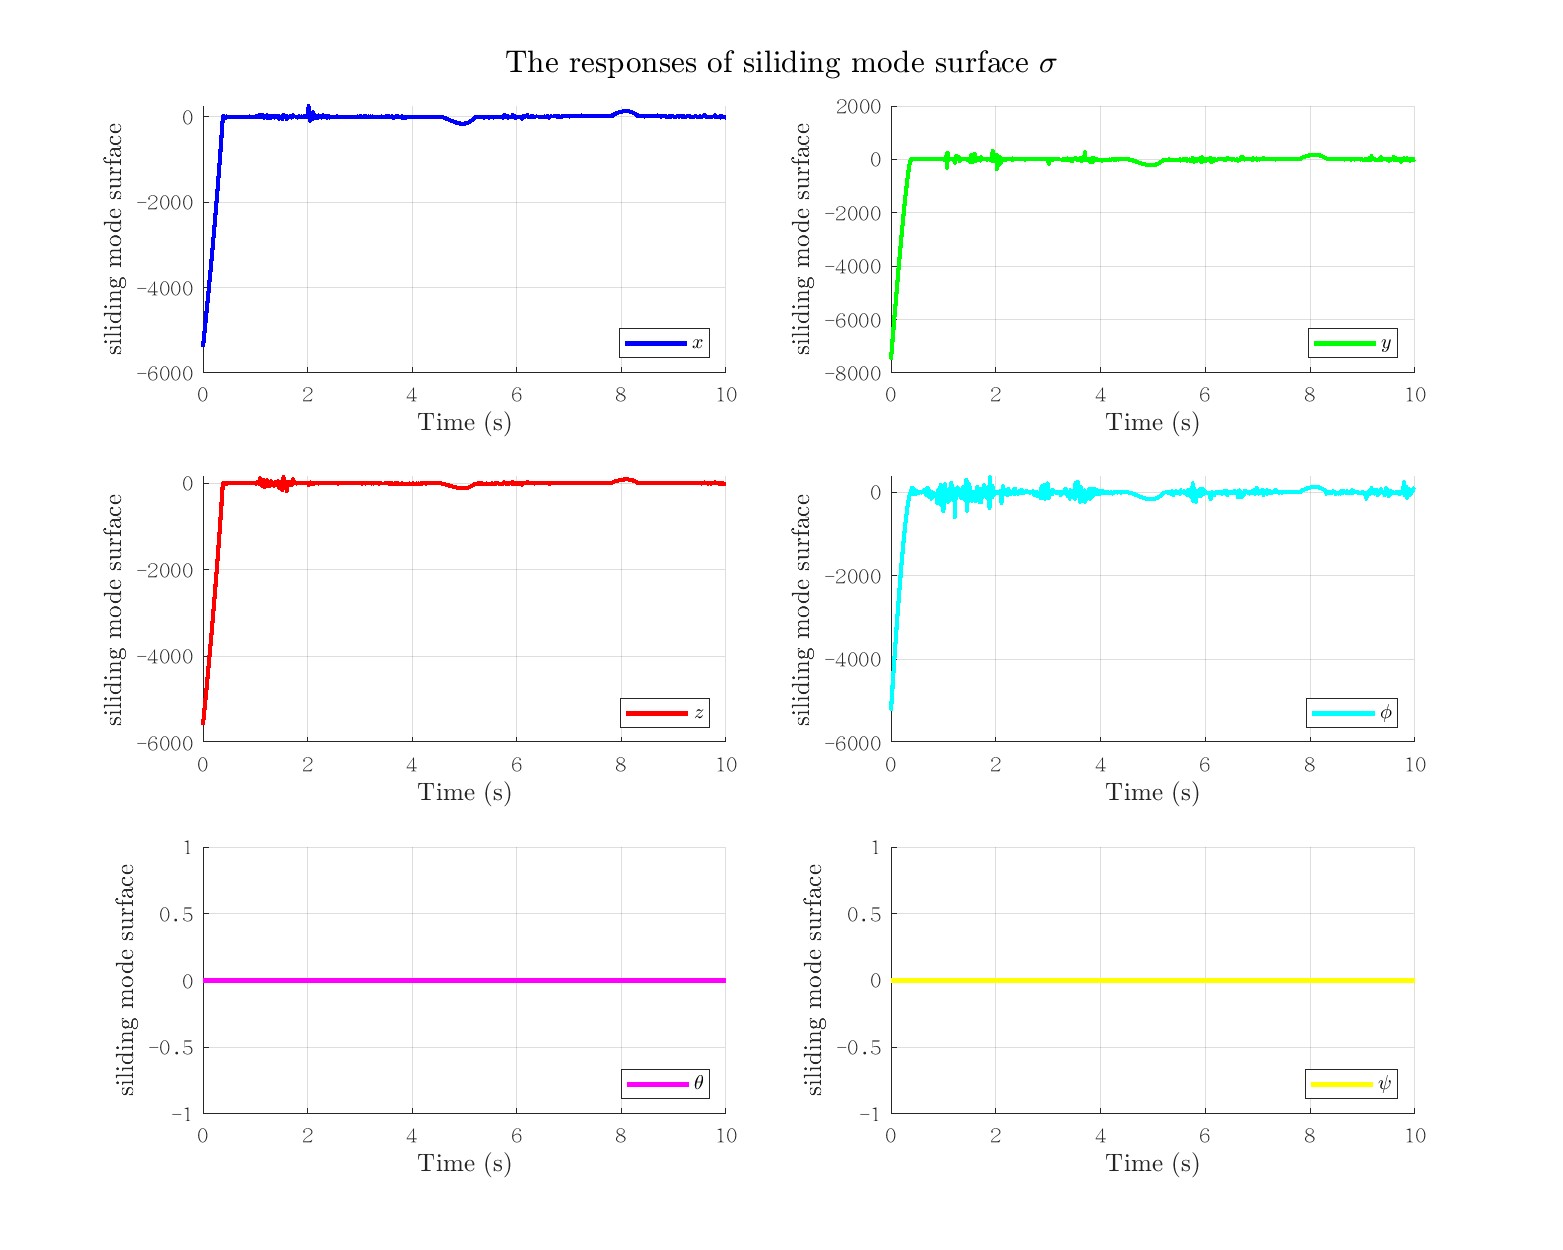 The responses of siliding mode surface σ
siliding mode surface
0
−2000
−4000
−6000
0 2 4 6 8 10
Time (s)
x
siliding mode surface
2000
0
−2000
−4000
−6000
−8000
0 2 4 6 8 10
Time (s)
y
siliding mode surface
0
−2000
−4000
−6000
0 2 4 6 8 10
Time (s)
z
siliding mode surface
0
−2000
−4000
−6000
0 2 4 6 8 10
Time (s)
ϕ
siliding mode surface
1
0.5
0
−0.5
−1
0 2 4 6 8 10
Time (s)
θ
siliding mode surface
1
0.5
0
−0.5
−1
0 2 4 6 8 10
Time (s)
ψ